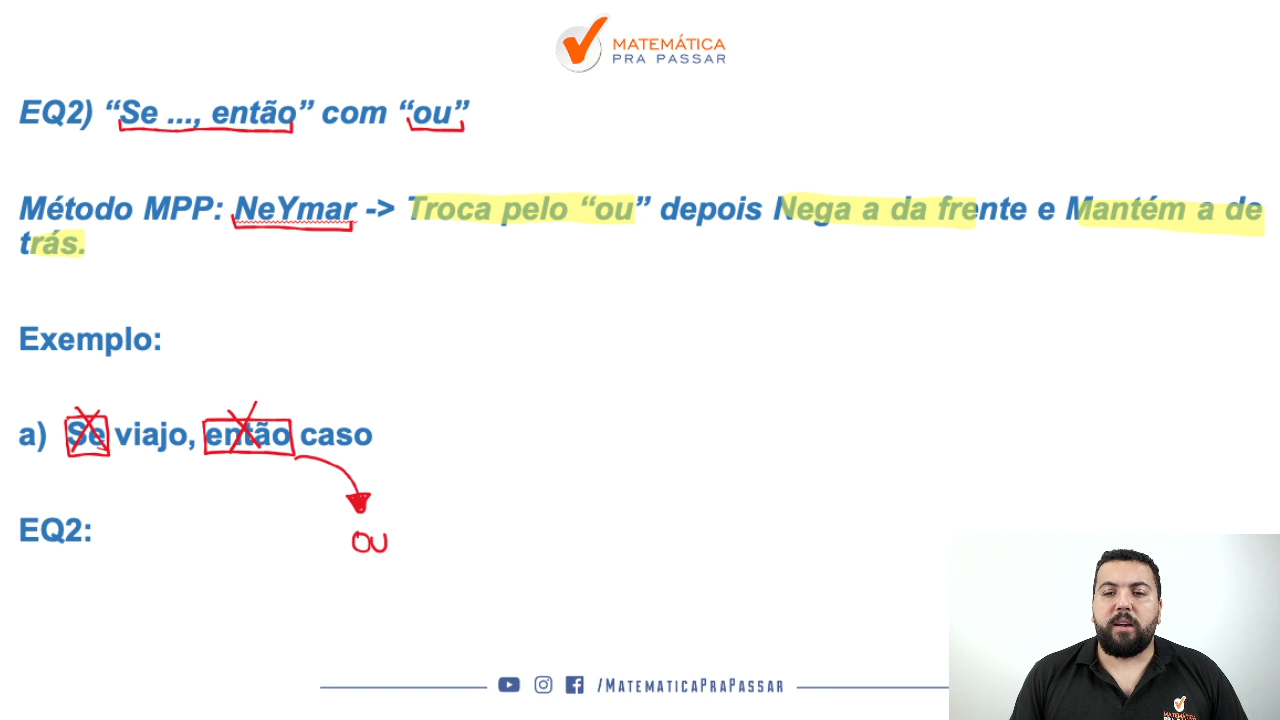 MATEMÁTICA
PRA PASSAR
EQ2) “Se ..., então” com “ou”
Método MPP: NeYmar -> Troca pelo “ou” depois Nega a da frente e Mantém a de
trás.
Exemplo:
a) Se viajo, então caso
EQ2:
ou
/MATEMATICAPRAPASSAR
MATEMÁTICA